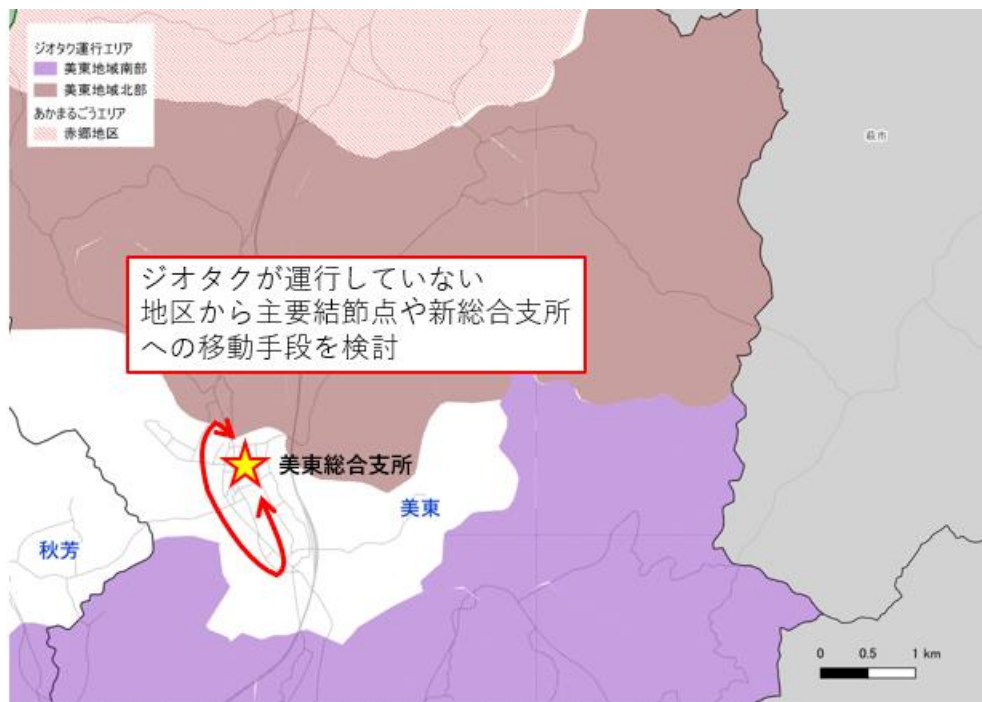 ジオタク運行エリア
美東地域南部
美東地域北部
あかまるごうエリア
赤郷地区
萩市
ジオタクが運行していない
地区から主要結節点や新総合支所
への移動手段を検討
美東総合支所
美東
秋芳
0 0.5 1 km